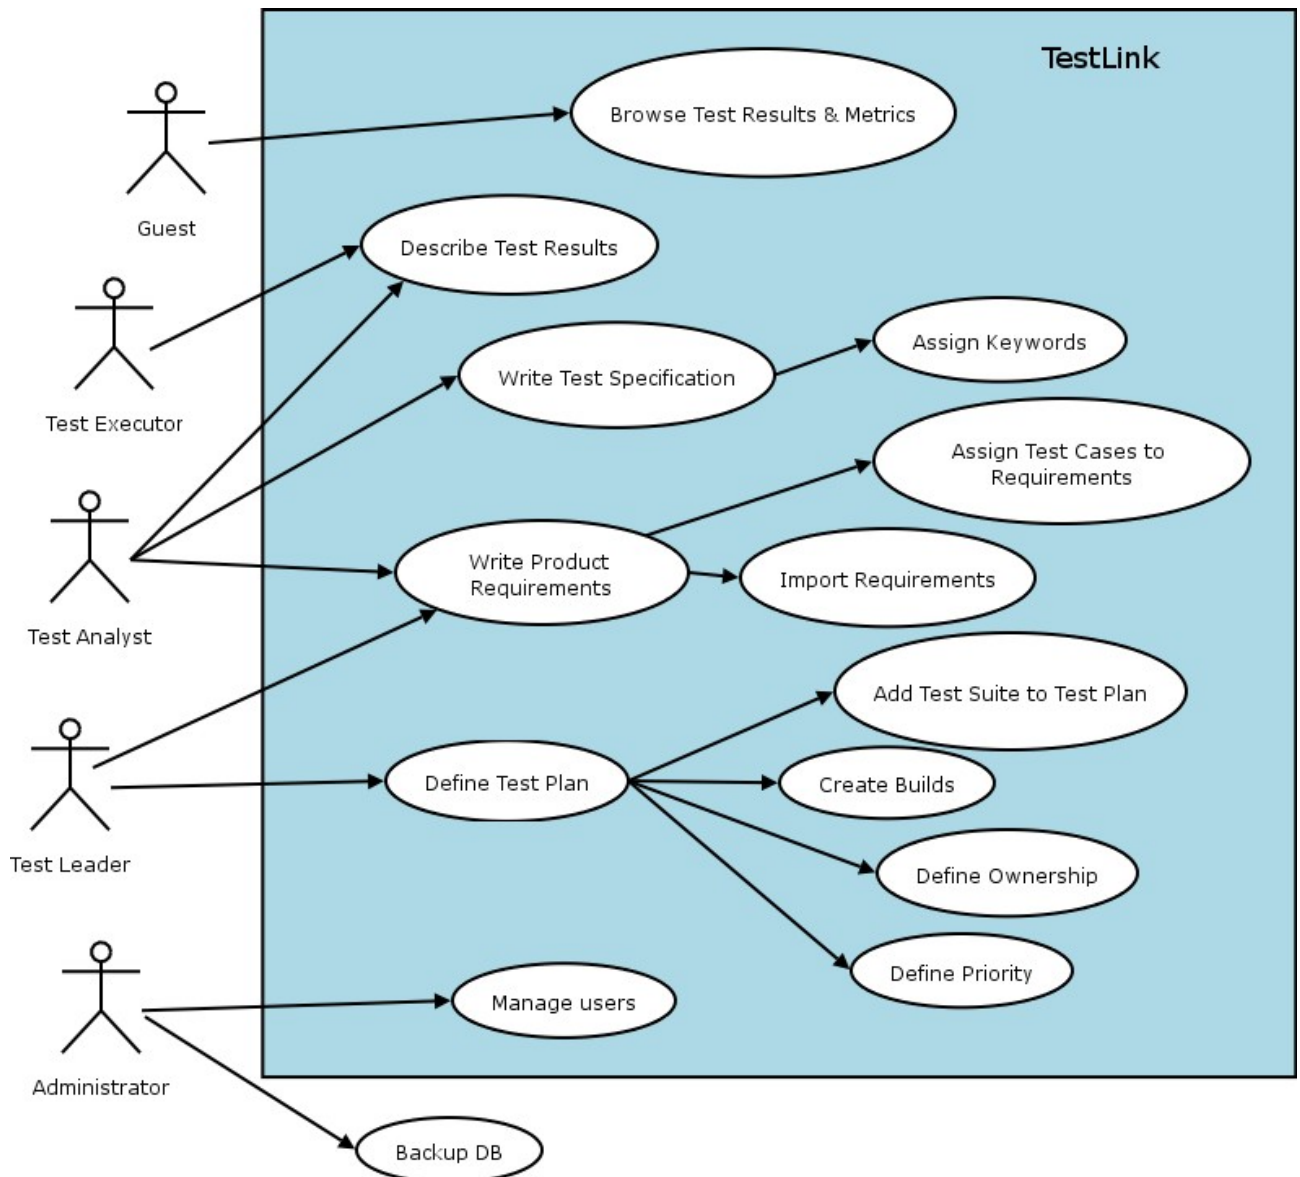 TestLink
Browse Test Results & Metrics
Guest
Describe Test Results
Test Executor
Assign Keywords
Write Test Specification
Assign Test Cases to
Requirements
Write Product
Requirements
Import Requirements
Test Analyst
Add Test Suite to Test Plan
Define Test Plan
Create Builds
Test Leader
Define Ownership
Define Priority
Manage users
Administrator
Backup DB